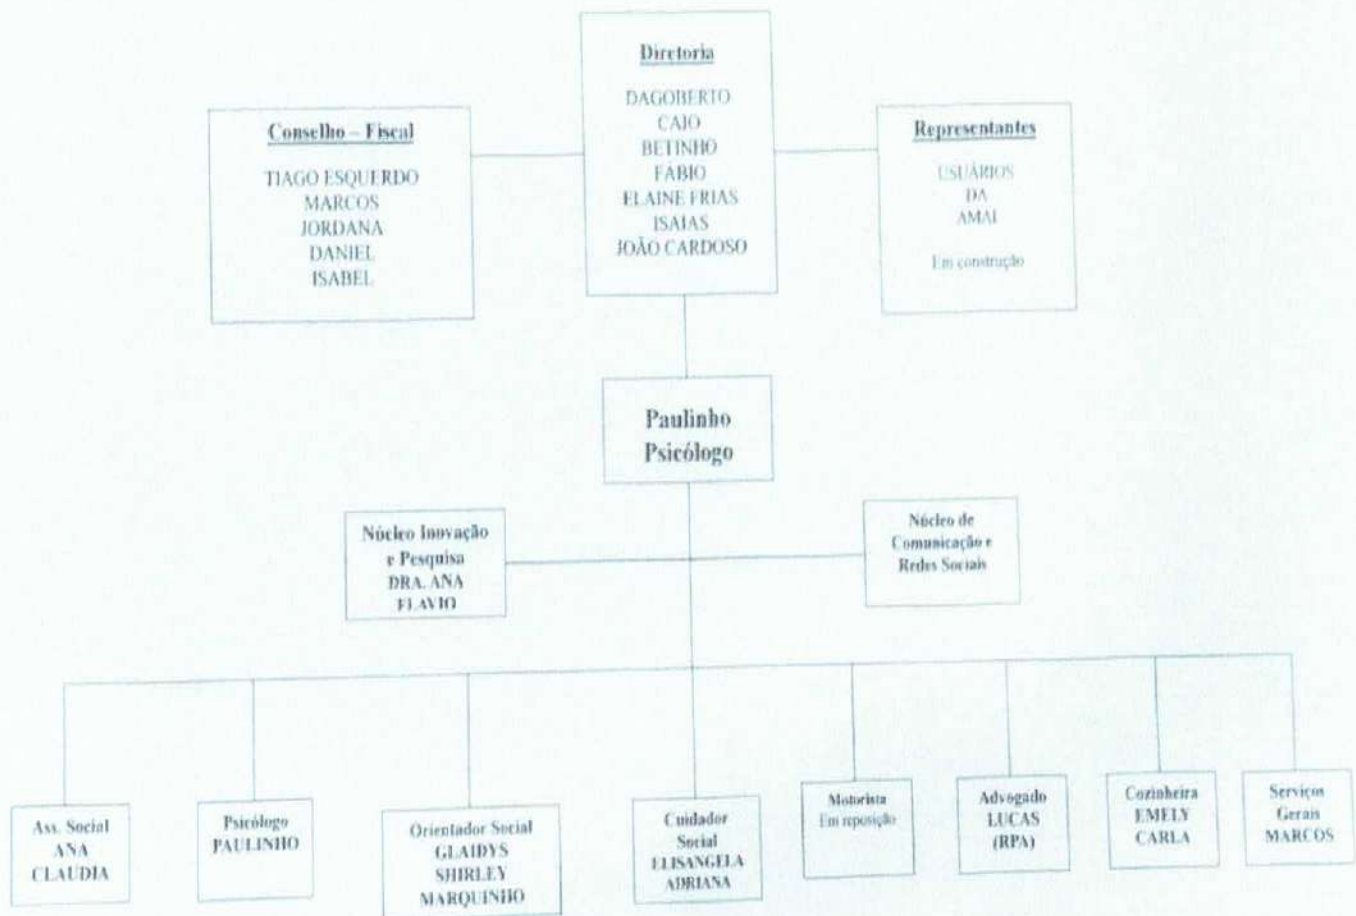 Diretoria
DAGOBERTO
CAIO
BETINHO
FÁBIO
ELAINE FRIAS
ISAIAS
JOÃO CARDOSO
Conselho – Fiscal
TIAGO ESQUERDO
MARCOS
JORDANA
DANIEL
ISABEL
Representantes
USUÁRIOS
DA
AMAI
Em construção
Paulinho
Psicólogo
Núcleo Inovação
e Pesquisa
DRA. ANA
FLAVIO
Núcleo de
Comunicação e
Redes Sociais
Ass. Social
ANA
CLAUDIA
Psicólogo
PAULINHO
Orientador Social
GLAIDYS
SHIRLEY
MARQUINHO
Cuidador
Social
ELISANGELA
ADRIANA
Motorista
Em reposição
Advogado
LUCAS
(RPA)
Cozinheira
EMELY
CARLA
Serviços
Gerais
MARCOS